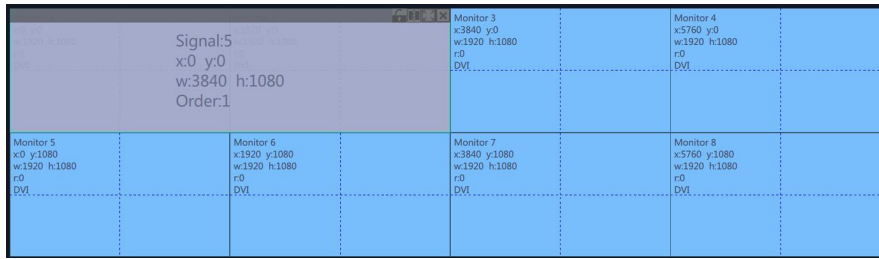 Signal:5
x:0 y:0
w:3840 h:1080
Order:1
Monitor 3
x:3840 y:0
w:1920 h:1080
r:0
DVI
Monitor 4
x:5760 y:0
w:1920 h:1080
r:0
DVI
Monitor 5
x:0 y:1080
w:1920 h:1080
r:0
DVI
Monitor 6
x:1920 y:1080
w:1920 h:1080
r:0
DVI
Monitor 7
x:3840 y:1080
w:1920 h:1080
r:0
DVI
Monitor 8
x:5760 y:1080
w:1920 h:1080
r:0
DVI